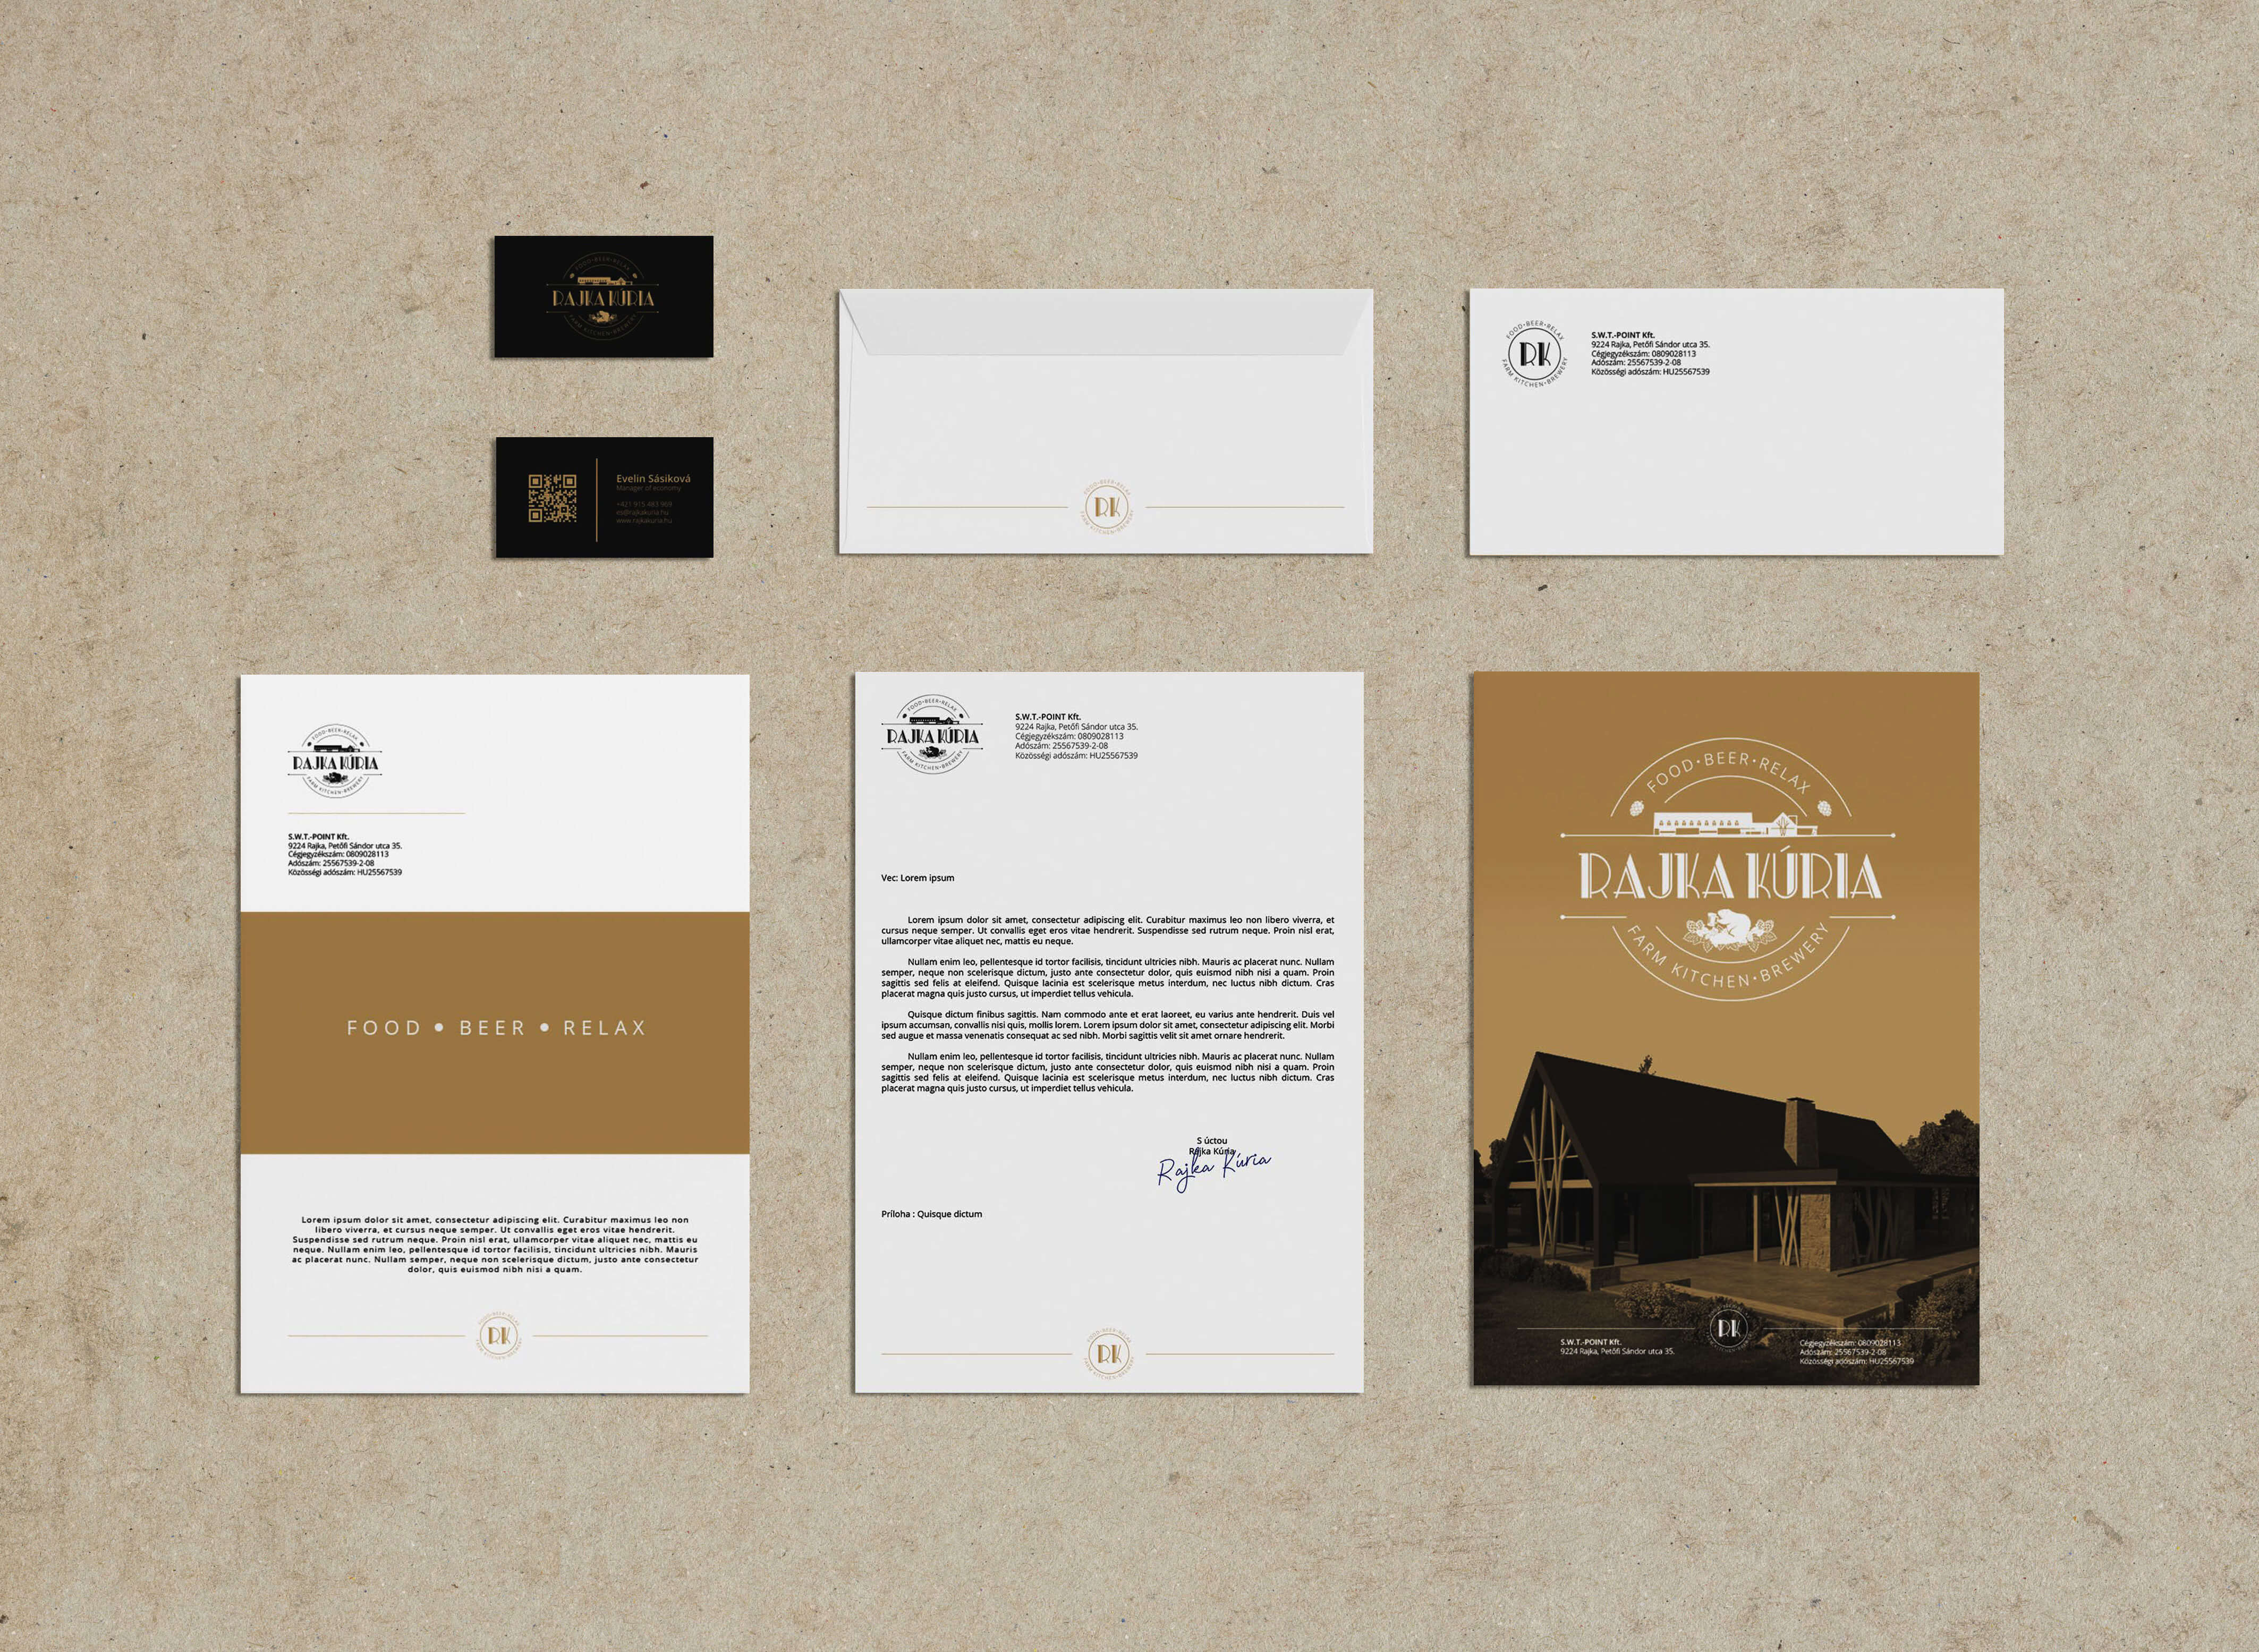 FOOD•BEER•RELAX
RAJKA KÚRIA
FARM KITCHEN•BREWERY
Evelin Sásiková
Manager of economy
+421 915 483 909
es@rajkakuria.hu
www.rajkakuria.hu
FOOD•BEER•RELAX
RK
FARM KITCHEN•BREWERY
FOOD•BEER•RELAX
RK
FARM KITCHEN•BREWERY
S.W.T.-POINT Kft.
9224 Rajka, Petőfi Sándor utca 35.
Cégjegyzékszám: 0809028113
Adószám: 25567539-2-08
Közösségi adószám: HU25567539
FOOD•BEER•RELAX
RAJKA KÚRIA
FARM KITCHEN•BREWERY
S.W.T.-POINT Kft.
9224 Rajka, Petőfi Sándor utca 35.
Cégjegyzékszám: 0809028113
Adószám: 25567539-2-08
Közösségi adószám: HU25567539
FOOD • BEER • RELAX
Lorem ipsum dolor sit amet, consectetur adipiscing elit. Curabitur maximus leo non
libero viverra, et cursus neque semper. Ut convallis eget eros vitae hendrerit.
Suspendisse sed rutrum neque. Proin nisl erat, ullamcorper vitae aliquet nec, mattis eu
neque. Nullam enim leo, pellentesque id tortor facilisis, tincidunt ultricies nibh. Mauris
ac placerat nunc. Nullam semper, neque non scelerisque dictum, justo ante consectetur
dolor, quis euismod nibh nisi a quam.
FOOD•BEER•RELAX
RK
FARM KITCHEN•BREWERY
FOOD•BEER•RELAX
RAJKA KÚRIA
FARM KITCHEN•BREWERY
S.W.T.-POINT Kft.
9224 Rajka, Petőfi Sándor utca 35.
Cégjegyzékszám: 0809028113
Adószám: 25567539-2-08
Közösségi adószám: HU25567539
Vec: Lorem ipsum
Lorem ipsum dolor sit amet, consectetur adipiscing elit. Curabitur maximus leo non libero viverra, et
cursus neque semper. Ut convallis eget eros vitae hendrerit. Suspendisse sed rutrum neque. Proin nisl erat,
ullamcorper vitae aliquet nec, mattis eu neque.
Nullam enim leo, pellentesque id tortor facilisis, tincidunt ultricies nibh. Mauris ac placerat nunc. Nullam
semper, neque non scelerisque dictum, justo ante consectetur dolor, quis euismod nibh nisi a quam. Proin
sagittis sed felis at eleifend. Quisque lacinia est scelerisque metus interdum, nec luctus nibh dictum. Cras
placerat magna quis justo cursus, ut imperdiet tellus vehicula.
Quisque dictum finibus sagittis. Nam commodo ante et erat laoreet, eu varius ante hendrerit. Duis vel
ipsum accumsan, convallis nisi quis, mollis lorem. Lorem ipsum dolor sit amet, consectetur adipiscing elit. Morbi
sed augue et massa venenatis consequat ac sed nibh. Morbi sagittis velit sit amet ornare hendrerit.
Nullam enim leo, pellentesque id tortor facilisis, tincidunt ultricies nibh. Mauris ac placerat nunc. Nullam
semper, neque non scelerisque dictum, justo ante consectetur dolor, quis euismod nibh nisi a quam. Proin
sagittis sed felis at eleifend. Quisque lacinia est scelerisque metus interdum, nec luctus nibh dictum. Cras
placerat magna quis justo cursus, ut imperdiet tellus vehicula.
S úctou
Rajka Kúria
Rajka Kúria
Príloha : Quisque dictum
FOOD•BEER•RELAX
RK
FARM KITCHEN•BREWERY
FOOD•BEER•RELAX
RAJKA KÚRIA
FARM KITCHEN•BREWERY
RK
S.W.T.-POINT Kft.
9224 Rajka, Petőfi Sándor utca 35.
Cégjegyzékszám: 0809028113
Adószám: 25567539-2-08
Közösségi adószám: HU25567539